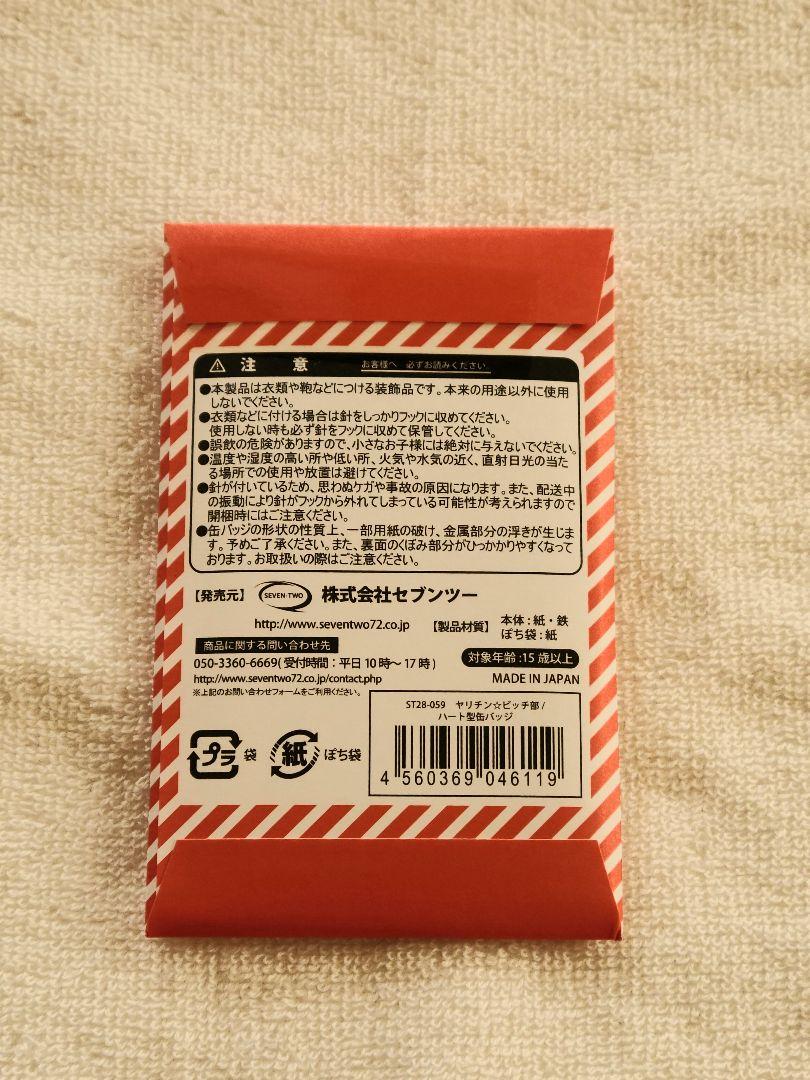 ⚠ 注意 お客様へ 必ずお読みください。
●本製品は衣類や鞄などにつける装飾品です。本来の用途以外に使用
しないでください。
●衣類などに付ける場合は針をしっかりフックに収めてください。
使用しない時も必ず針をフックに収めて保管してください。
●誤飲の危険がありますので、小さなお子様には絶対に与えないでください。
●温度や湿度の高い所や低い所、火気や水気の近く、直射日光の当た
る場所での使用や放置は避けてください。
●針が付いているため、思わぬケガや事故の原因になります。また、配送中
の振動により針がフックから外れてしまっている可能性が考えられますので
開梱時にはご注意ください。
●缶バッジの形状の性質上、一部用紙の破け、金属部分の浮きが生じま
す。予めご了承ください。また、裏面のくぼみ部分がひっかかりやすくなって
おります。お取扱いの際はご注意ください。
【発売元】 SEVEN·TWO 株式会社セブンツー
http://www.seventwo72.co.jp
【製品材質】 本体:紙・鉄
ぽち袋:紙
商品に関する問い合わせ先
050-3360-6669(受付時間:平日10時〜17時)
http://www.seventwo72.co.jp/contact.php
※上記のお問い合わせフォームをご利用ください。
対象年齢:15歳以上
MADE IN JAPAN
プラ 袋 紙 ぽち袋
ST28-059 ヤリチン☆ビッチ部/
ハート型缶バッジ
4 560369 046119